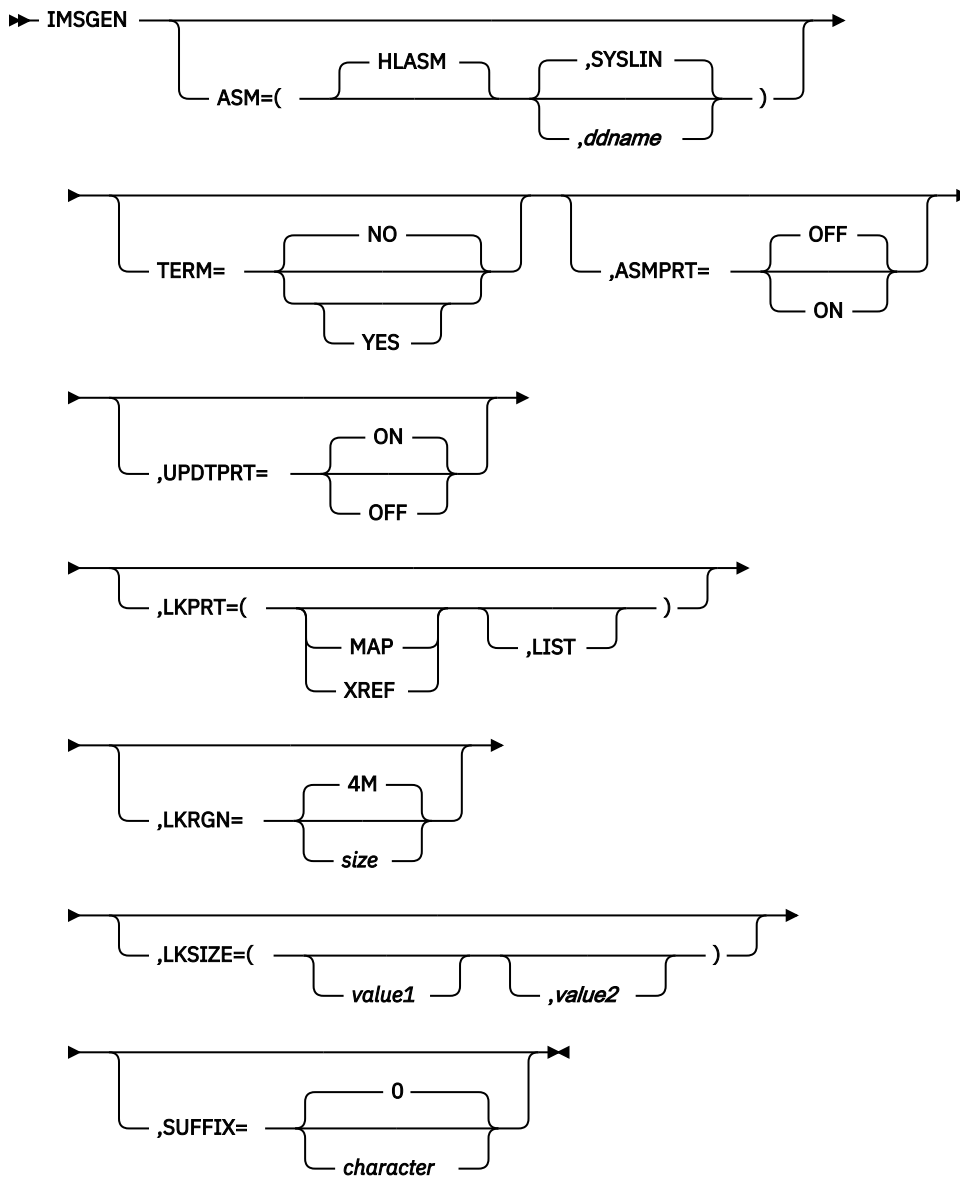 IMSGEN
HLASM ,SYSLIN
ASM=( )
,ddname
NO OFF
TERM= ,ASMPRT=
YES ON
ON
,UPDTPRT=
OFF
,LKPRT=( )
MAP ,LIST
XREF
4M
,LKRGN=
size
,LKSIZE=( )
value1 ,value2
0
,SUFFIX=
character